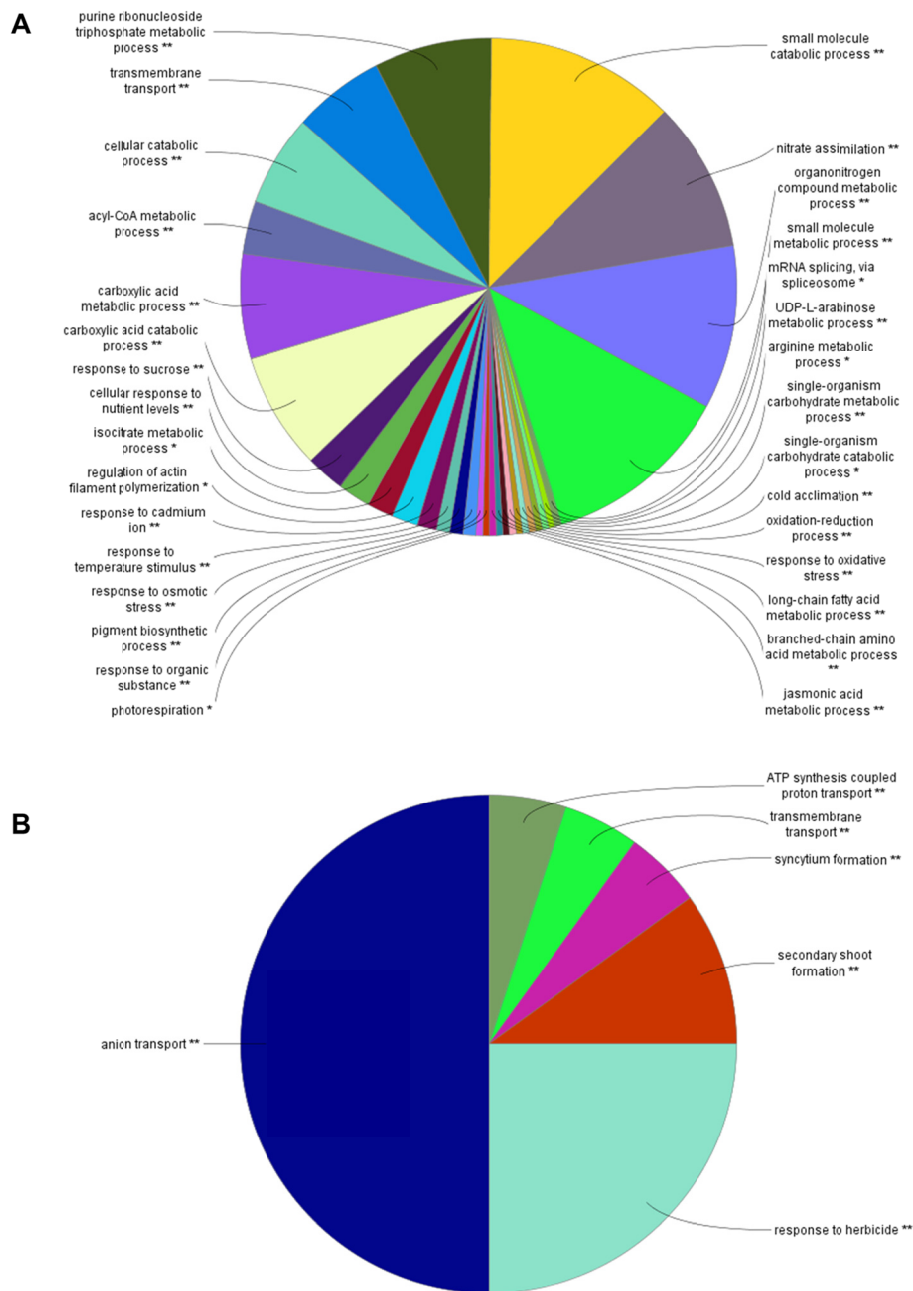 A
purine ribonucleoside
triphosphate metabolic
process **
transmembrane
transport **
cellular catabolic
process **
acyl-CoA metabolic
process **
carboxylic acid
metabolic process **
carboxylic acid catabolic
process **
response to sucrose **
cellular response to
nutrient levels **
isocitrate metabolic
process *
regulation of actin
filament polymerization *
response to cadmium
ion **
response to
temperature stimulus **
response to osmotic
stress **
pigment biosynthetic
process **
response to organic
substance **
photorespiration *
small molecule
catabolic process **
nitrate assimilation **
organonitrogen
compound metabolic
process **
small molecule
metabolic process **
mRNA splicing, via
spliceosome *
UDP-L-arabinose
metabolic process **
arginine metabolic
process *
single-organism
carbohydrate metabolic
process **
single-organism
carbohydrate catabolic
process *
cold acclimation **
oxidation-reduction
process **
response to oxidative
stress **
long-chain fatty acid
metabolic process **
branched-chain amino
acid metabolic process
**
jasmonic acid
metabolic process **
B
ATP synthesis coupled
proton transport **
transmembrane
transport **
syncytium formation **
secondary shoot
formation **
anion transport **
response to herbicide **